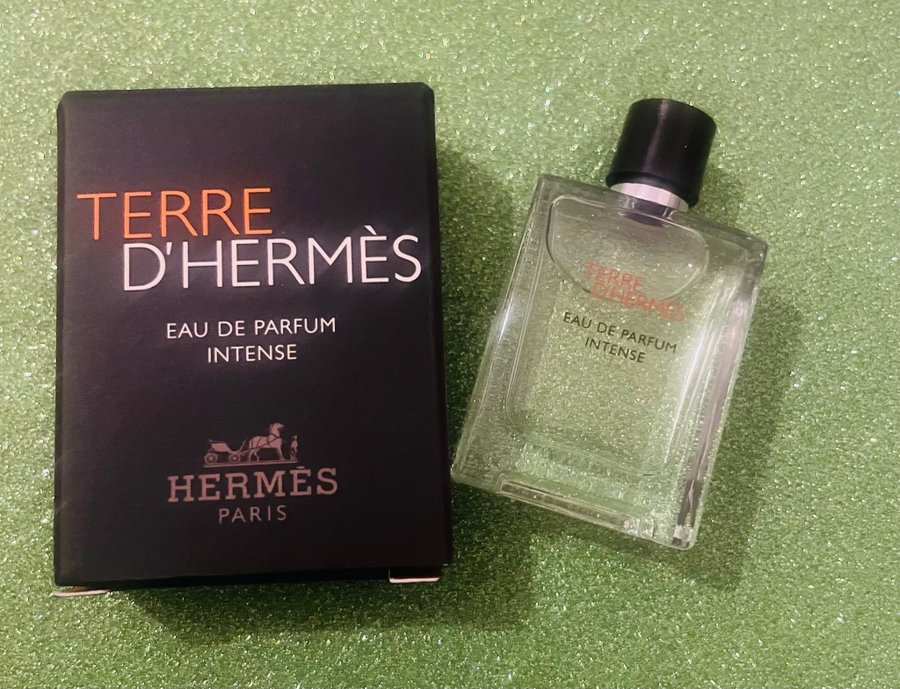 TERRE
D'HERMÈS
EAU DE PARFUM
INTENSE
HERMÈS
PARIS
TERRE
D'HERMÈS
EAU DE PARFUM
INTENSE